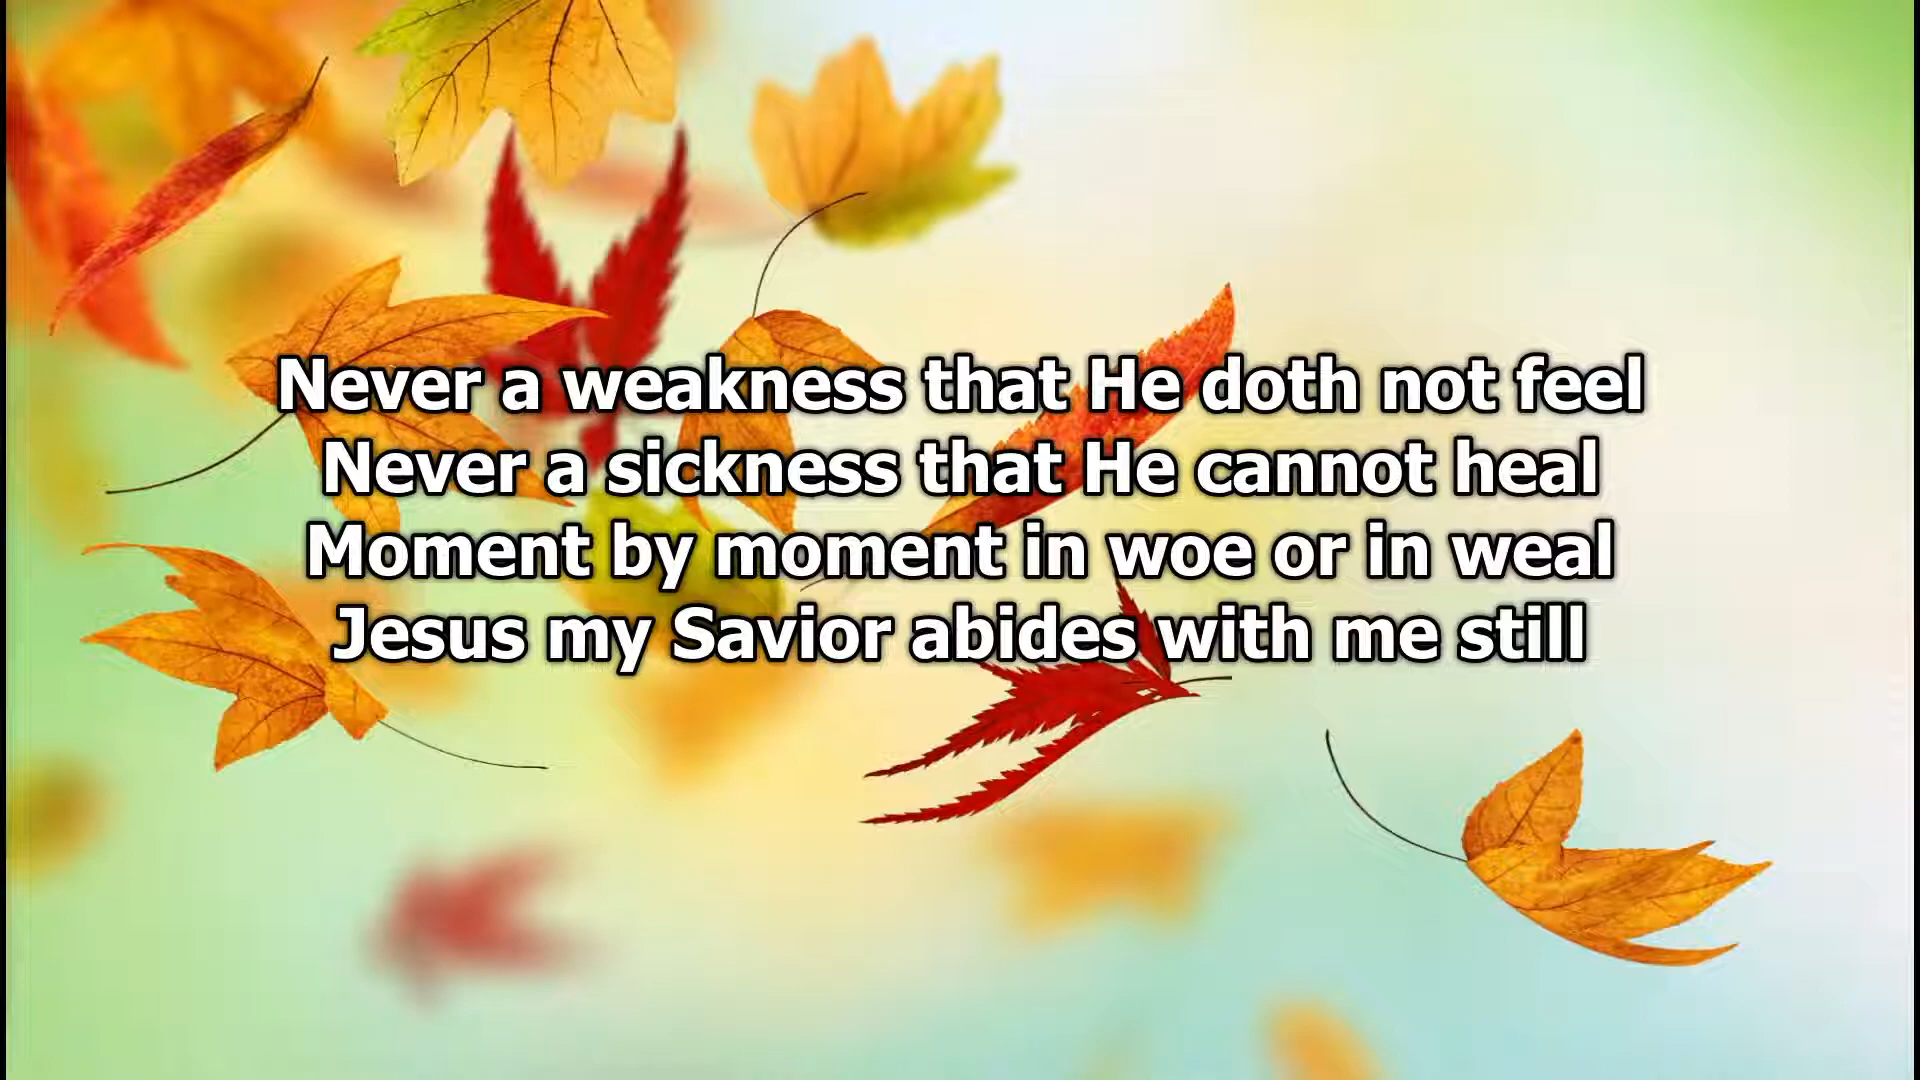 Never a weakness that He doth not feel
Never a sickness that He cannot heal
Moment by moment in woe or in weal
Jesus my Savior abides with me still